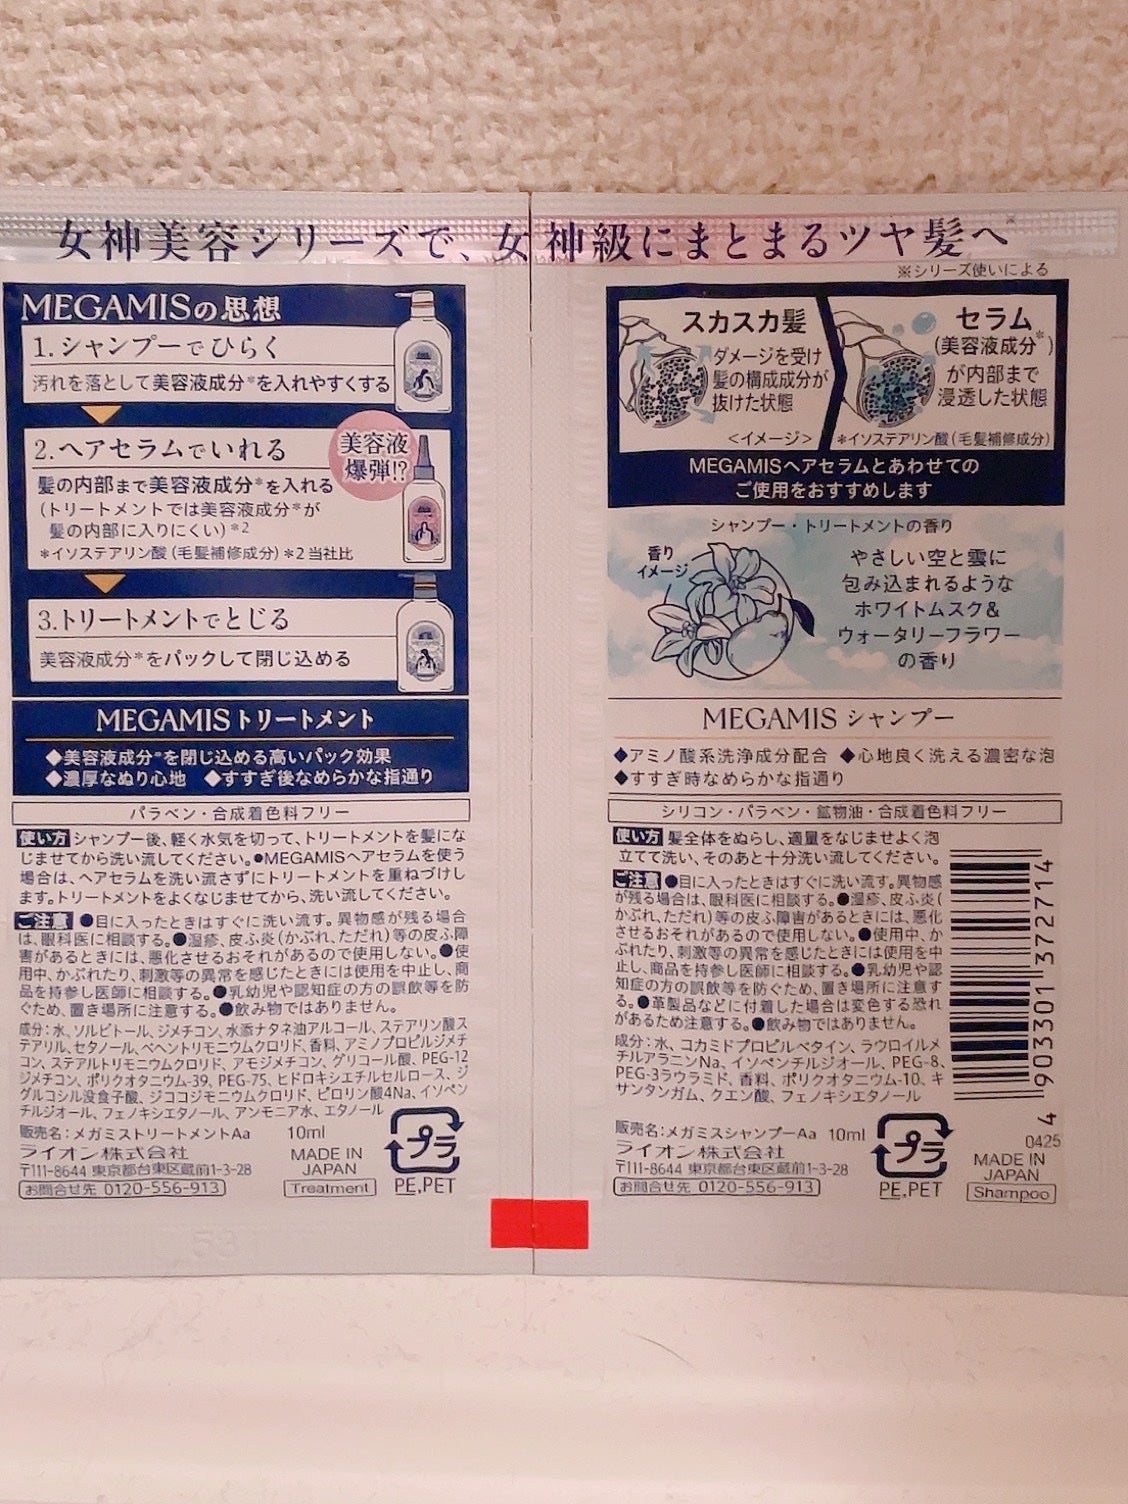 女神美容シリーズで、女神級にまとまるツヤ髪へ※
※シリーズ使いによる
MEGAMISの思想
1.シャンプーでひらく
汚れを落として美容液成分*を入れやすくする
2.ヘアセラムでいれる
美容液
爆弾!?
髪の内部まで美容液成分*を入れる
(トリートメントでは美容液成分*が
髪の内部に入りにくい)*2
*イソステアリン酸(毛髪補修成分)*2当社比
3.トリートメントでとじる
美容液成分*をパックして閉じ込める
MEGAMISトリートメント
◆美容液成分*を閉じ込める高いパック効果
◆濃厚なぬり心地 ◆すすぎ後なめらかな指通り
パラベン・合成着色料フリー
使い方 シャンプー後、軽く水気を切って、トリートメントを髪にな
じませてから洗い流してください。●MEGAMISヘアセラムを使う
場合は、ヘアセラムを洗い流さずにトリートメントを重ねづけし
ます。トリートメントをよくなじませてから、洗い流してください。
ご注意 ●目に入ったときはすぐに洗い流す。異物感が残る場合
は、眼科医に相談する。●湿疹、皮ふ炎(かぶれ、ただれ)等の皮ふ障
害があるときには、悪化させるおそれがあるので使用しない。●使
用中、かぶれたり、刺激等の異常を感じたときには使用を中止し、商
品を持参し医師に相談する。●乳幼児や認知症の方の誤飲等を防
ぐため、置き場所に注意する。●飲み物ではありません。
成分:水、ソルビトール、ジメチコン、水添ナタネ油アルコール、ステアリン酸ス
テアリル、セタノール、ベヘントリモニウムクロリド、香料、アミノプロピルジメチ
コン、ステアルトリモニウムクロリド、アモジメチコン、グリコール酸、PEG-12
ジメチコン、ポリクオタニウム-39、PEG-75、ヒドロキシエチルセルロース、ジ
グルコシル没食子酸、ジココジモニウムクロリド、ピロリン酸4Na、イソペン
チルジオール、フェノキシエタノール、アンモニア水、エタノール
販売名:メガミストリートメントAa 10ml
ライオン株式会社
〒111-8644 東京都台東区蔵前1-3-28
お問合せ先 0120-556-913
MADE IN
JAPAN
Treatment
プラ
PE,PET
スカスカ髪
ダメージを受け
髪の構成成分が
抜けた状態
<イメージ>
セラム
(美容液成分*)
が内部まで
浸透した状態
*イソステアリン酸(毛髪補修成分)
MEGAMISヘアセラムとあわせての
ご使用をおすすめします
シャンプー・トリートメントの香り
香り
イメージ
やさしい空と雲に
包み込まれるような
ホワイトムスク&
ウォータリーフラワー
の香り
MEGAMIS シャンプー
◆アミノ酸系洗浄成分配合 ◆心地良く洗える濃密な泡
◆すすぎ時なめらかな指通り
シリコン・パラベン・鉱物油・合成着色料フリー
使い方 髪全体をぬらし、適量をなじませよく泡
立てて洗い、そのあと十分洗い流してください。
ご注意 ●目に入ったときはすぐに洗い流す。異物感
が残る場合は、眼科医に相談する。●湿疹、皮ふ炎(
かぶれ、ただれ)等の皮ふ障害があるときには、悪化
させるおそれがあるので使用しない。●使用中、か
ぶれたり、刺激等の異常を感じたときには使用を中
止し、商品を持参し医師に相談する。●乳幼児や認
知症の方の誤飲等を防ぐため、置き場所に注意す
る。●革製品などに付着した場合は変色する恐れ
があるため注意する。●飲み物ではありません。
成分:水、コカミドプロピルベタイン、ラウロイルメ
チルアラニンNa、イソペンチルジオール、PEG-8、
PEG-3ラウラミド、香料、ポリクオタニウム-10、キ
サンタンガム、クエン酸、フェノキシエタノール
4 903301 372714
販売名:メガミスシャンプーAa 10ml
ライオン株式会社
〒111-8644 東京都台東区蔵前1-3-28
お問合せ先 0120-556-913
プラ
PE,PET
0425
MADE IN
JAPAN
Shampoo